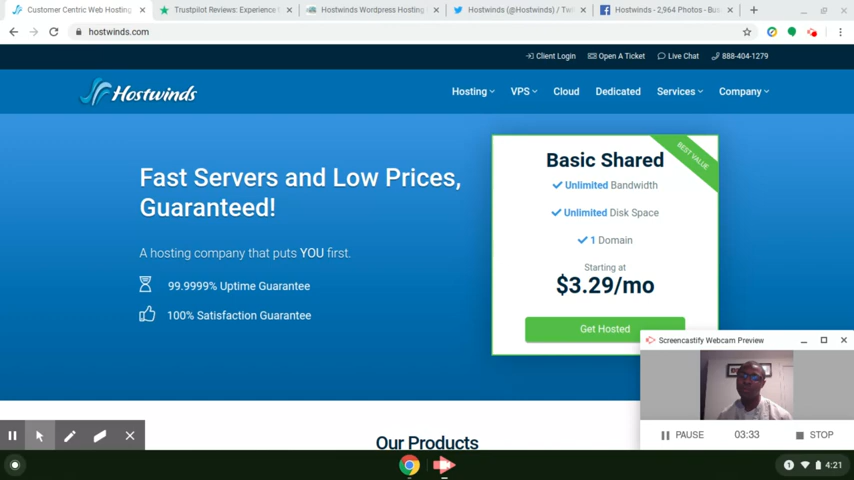 Customer Centric Web Hosting
Trustpilot Reviews: Experience
Hostwinds Wordpress Hosting
Hostwinds (@Hostwinds) / Tw
Hostwinds - 2,964 Photos - Bus
hostwinds.com
Client Login
Open A Ticket
Live Chat
888-404-1279
Hostwinds
Hosting
VPS
Cloud
Dedicated
Services
Company
Fast Servers and Low Prices,
Guaranteed!
A hosting company that puts YOU first.
99.9999% Uptime Guarantee
100% Satisfaction Guarantee
BEST VALUE
Basic Shared
Unlimited Bandwidth
Unlimited Disk Space
1 Domain
Starting at
$3.29/mo
Get Hosted
Screencastify Webcam Preview
PAUSE
03:33
STOP
Our Products
1
4:21